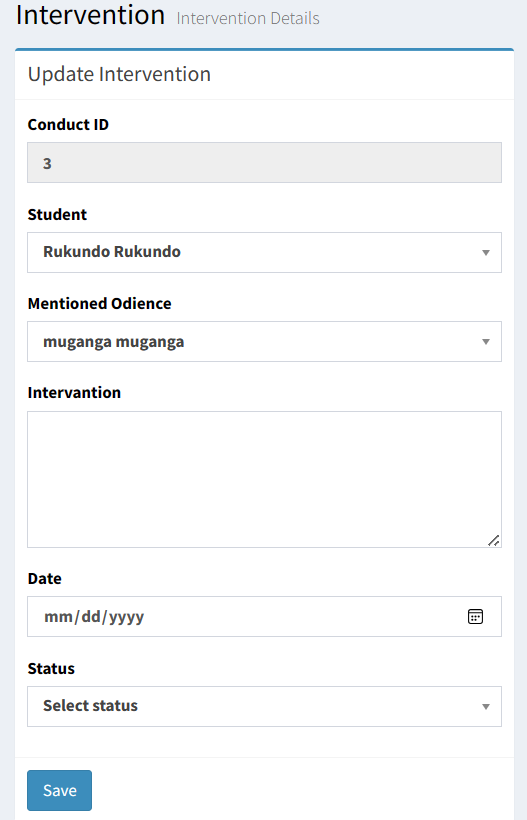 Intervention Intervention Details
Update Intervention
Conduct ID
3
Student
Rukundo Rukundo
Mentioned Odience
muganga muganga
Intervantion
Date
mm/dd/yyyy
Status
Select status
Save